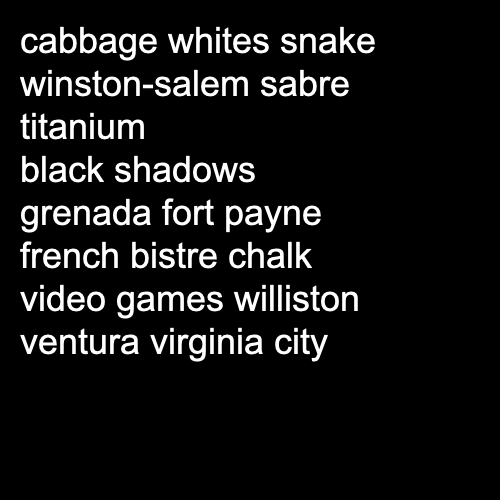 cabbage whites snake
winston-salem sabre
titanium
black shadows
grenada fort payne
french bistre chalk
video games williston
ventura virginia city